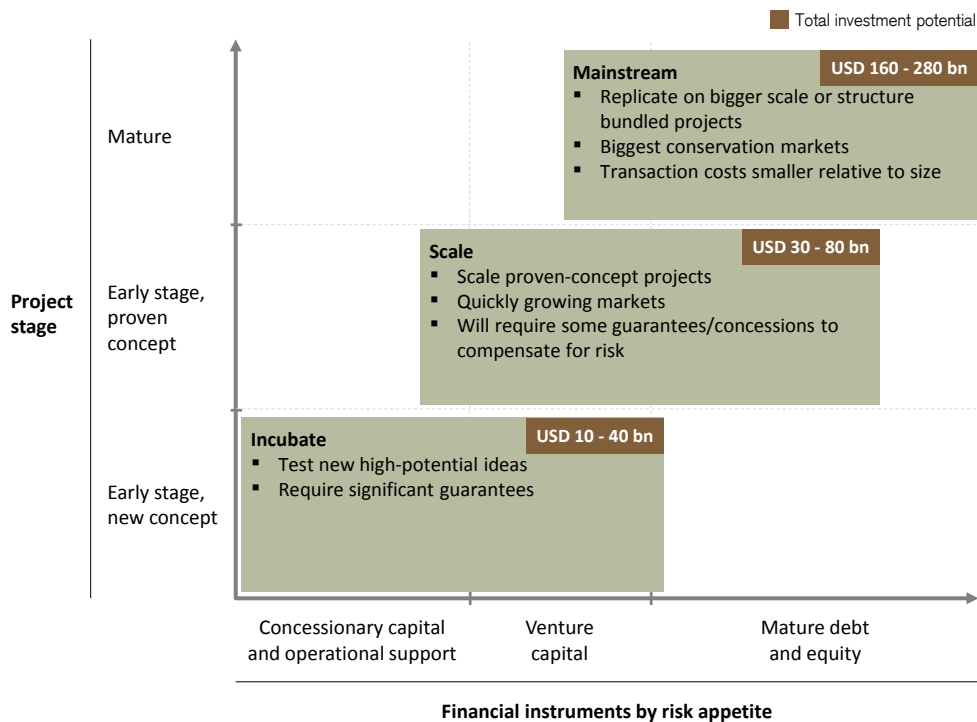 Total investment potential
USD 160 - 280 bn
Mainstream
▪ Replicate on bigger scale or structure
bundled projects
▪ Biggest conservation markets
▪ Transaction costs smaller relative to size
Mature
USD 30 - 80 bn
Scale
▪ Scale proven-concept projects
▪ Quickly growing markets
▪ Will require some guarantees/concessions to
compensate for risk
Project
stage
Early stage,
proven
concept
USD 10 - 40 bn
Incubate
▪ Test new high-potential ideas
▪ Require significant guarantees
Early stage,
new concept
Concessionary capital
and operational support
Venture
capital
Mature debt
and equity
Financial instruments by risk appetite